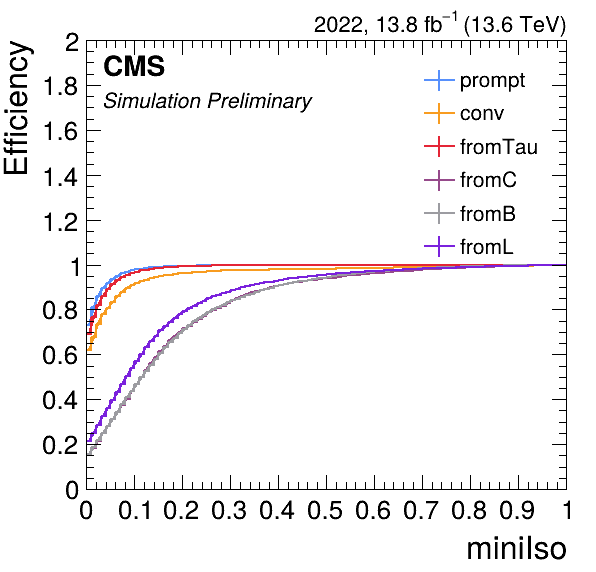 2022, 13.8 fb⁻¹ (13.6 TeV)
CMS
Simulation Preliminary
Efficiency
2
1.8
1.6
1.4
1.2
1
0.8
0.6
0.4
0.2
0
prompt
conv
fromTau
fromC
fromB
fromL
0 0.1 0.2 0.3 0.4 0.5 0.6 0.7 0.8 0.9 1
miniIso